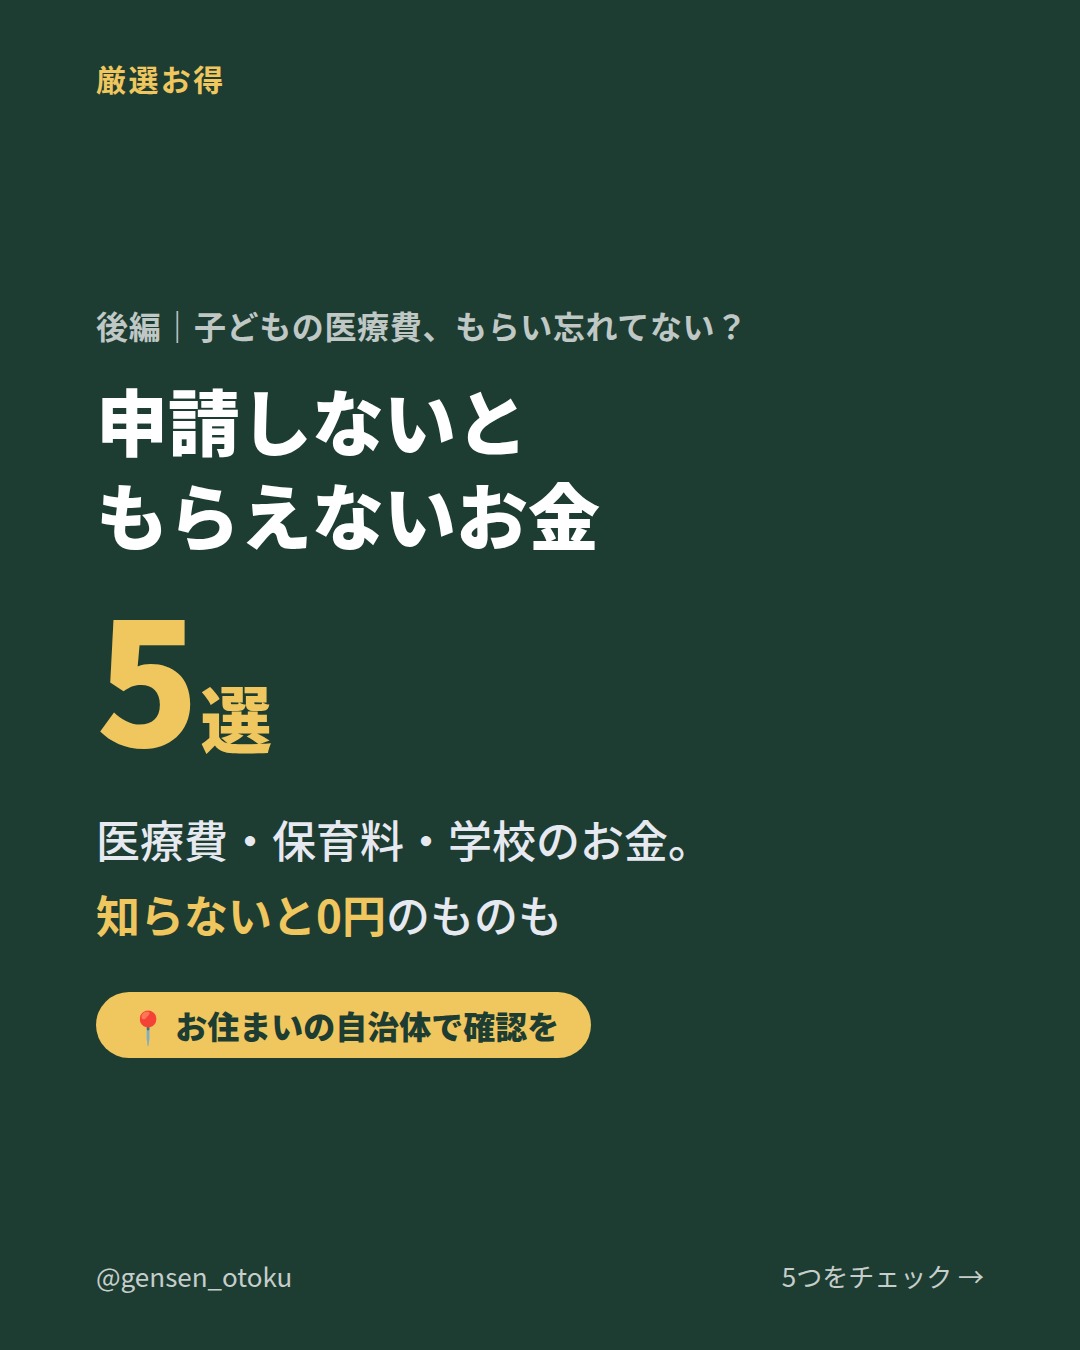 厳選お得
後編｜子どもの医療費、もらい忘れてない？
申請しないと
もらえないお金
5選
医療費・保育料・学校のお金。
知らないと0円のものも
📍 お住まいの自治体で確認を
@gensen_otoku
5つをチェック →